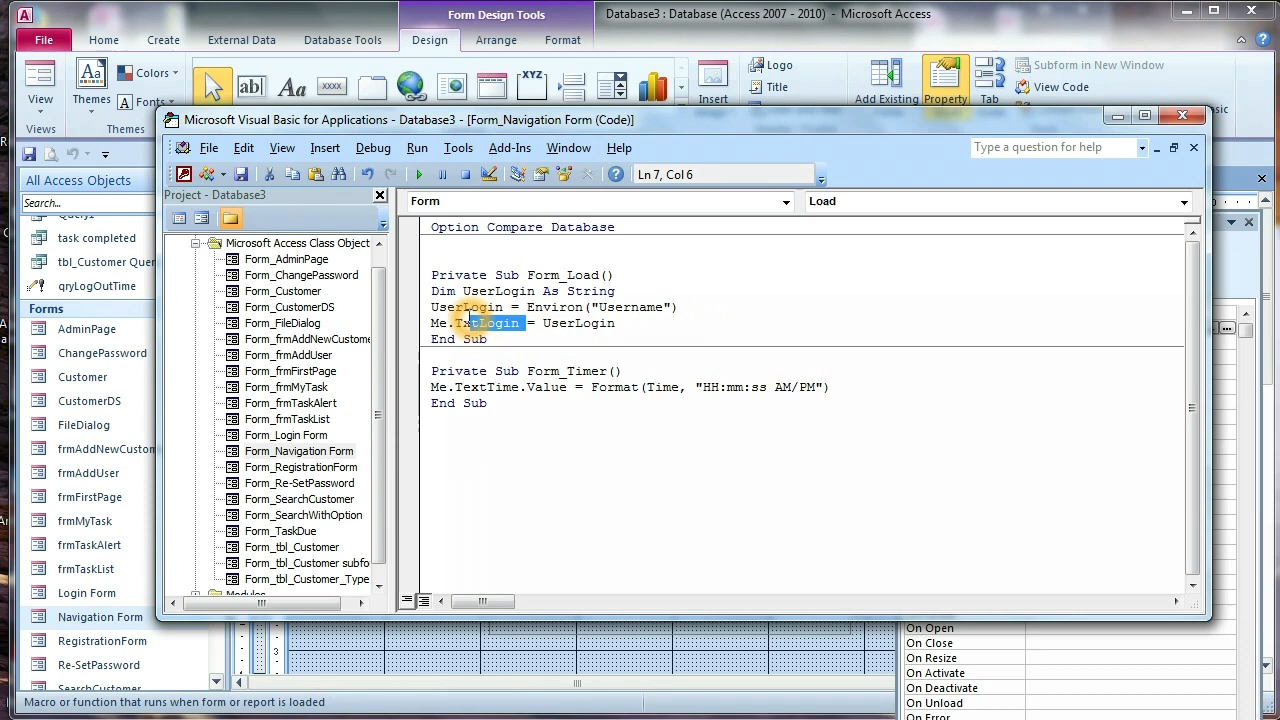 Form Design Tools
Database3 : Database (Access 2007 - 2010) - Microsoft Access
File Home Create External Data Database Tools Design Arrange Format
View
Views
Aa
Themes
Colors
Fonts
Themes
ab|
Aa
XXXX
XYZ
Insert
Logo
Title
Add Existing
Property
Tab
Subform in New Window
View Code
Microsoft Visual Basic for Applications - Database3 - [Form_Navigation Form (Code)]
File Edit View Insert Debug Run Tools Add-Ins Window Help
Type a question for help
Ln 7, Col 6
All Access Objects
Search...
Query1
task completed
tbl_Customer Quer
qryLogOutTime
Forms
AdminPage
ChangePassword
Customer
CustomerDS
FileDialog
frmAddNewCustom
frmAddUser
frmFirstPage
frmMyTask
frmTaskAlert
frmTaskList
Login Form
Navigation Form
RegistrationForm
Re-SetPassword
SearchCustomer
Project - Database3
Microsoft Access Class Object
Form_AdminPage
Form_ChangePassword
Form_Customer
Form_CustomerDS
Form_FileDialog
Form_frmAddNewCustome
Form_frmAddUser
Form_frmFirstPage
Form_frmMyTask
Form_frmTaskAlert
Form_frmTaskList
Form_Login Form
Form_Navigation Form
Form_RegistrationForm
Form_Re-SetPassword
Form_SearchCustomer
Form_SearchWithOption
Form_TaskDue
Form_tbl_Customer
Form_tbl_Customer subfo
Form_tbl_Customer_Type
Modules
Form
Load
Option Compare Database
Private Sub Form_Load()
Dim UserLogin As String
UserLogin = Environ("Username")
Me.TxtLogin = UserLogin
End Sub
Private Sub Form_Timer()
Me.TextTime.Value = Format(Time, "HH:mm:ss AM/PM")
End Sub
3
On Open
On Close
On Resize
On Activate
On Deactivate
On Unload
On Error
Macro or function that runs when form or report is loaded